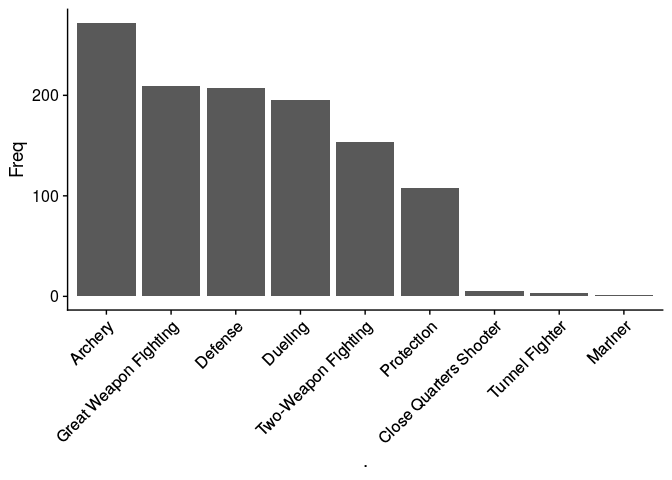 Freq
200
100
0
Archery
Great Weapon Fighting
Defense
Dueling
Two-Weapon Fighting
Protection
Close Quarters Shooter
Tunnel Fighter
Mariner
.